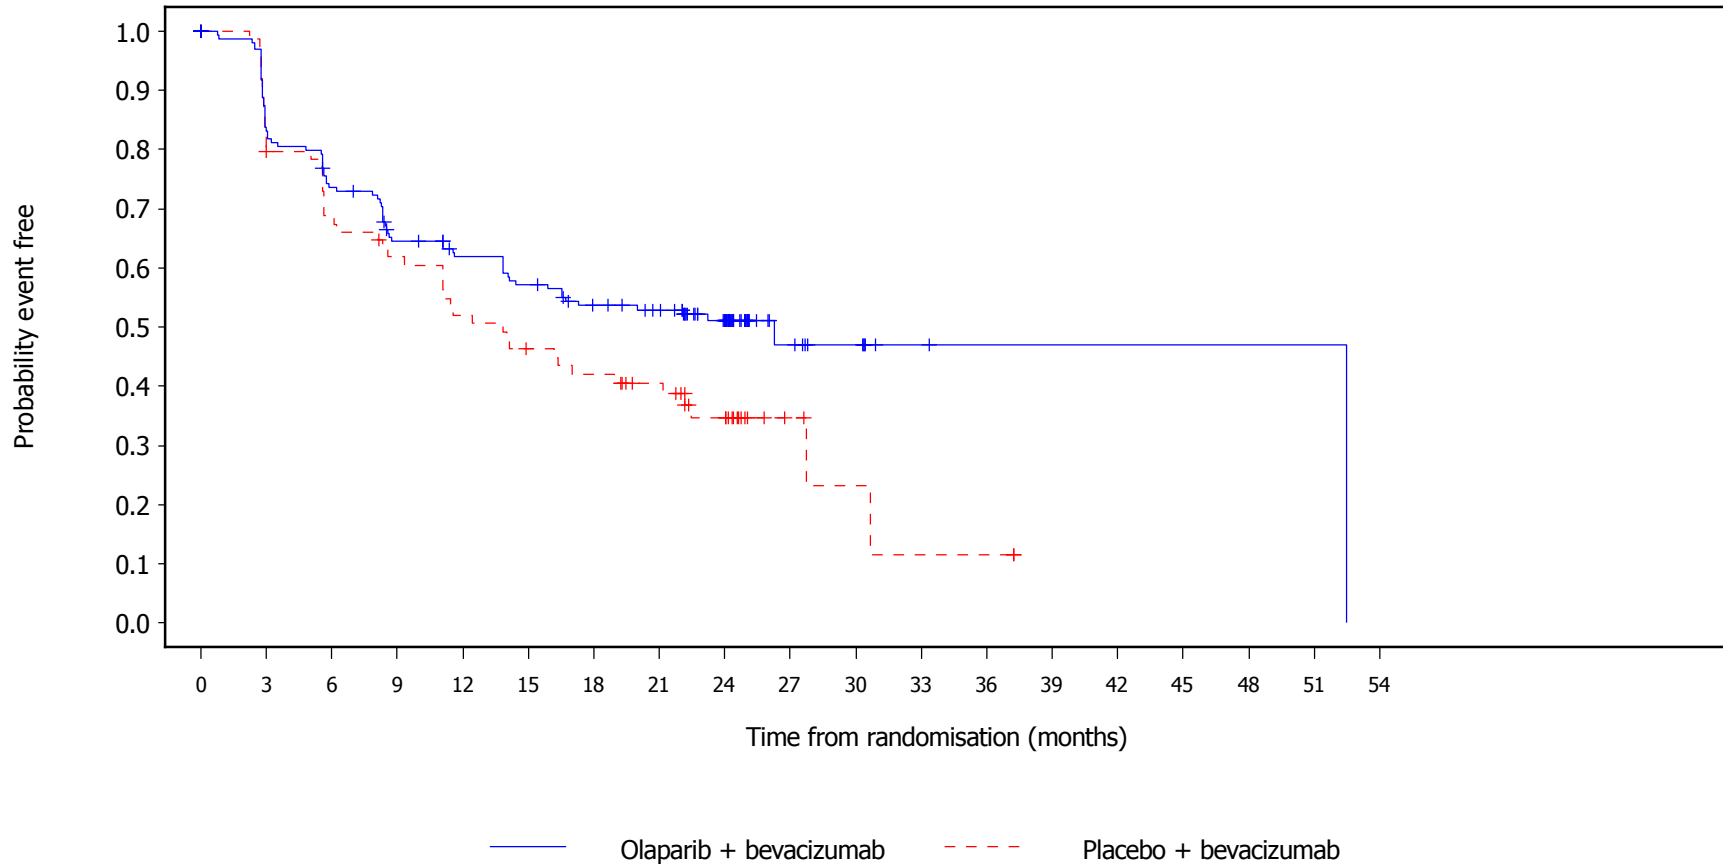 Probability event free
1.0
0.9
0.8
0.7
0.6
0.5
0.4
0.3
0.2
0.1
0.0
0 3 6 9 12 15 18 21 24 27 30 33 36 39 42 45 48 51 54
Time from randomisation (months)
Olaparib + bevacizumab Placebo + bevacizumab